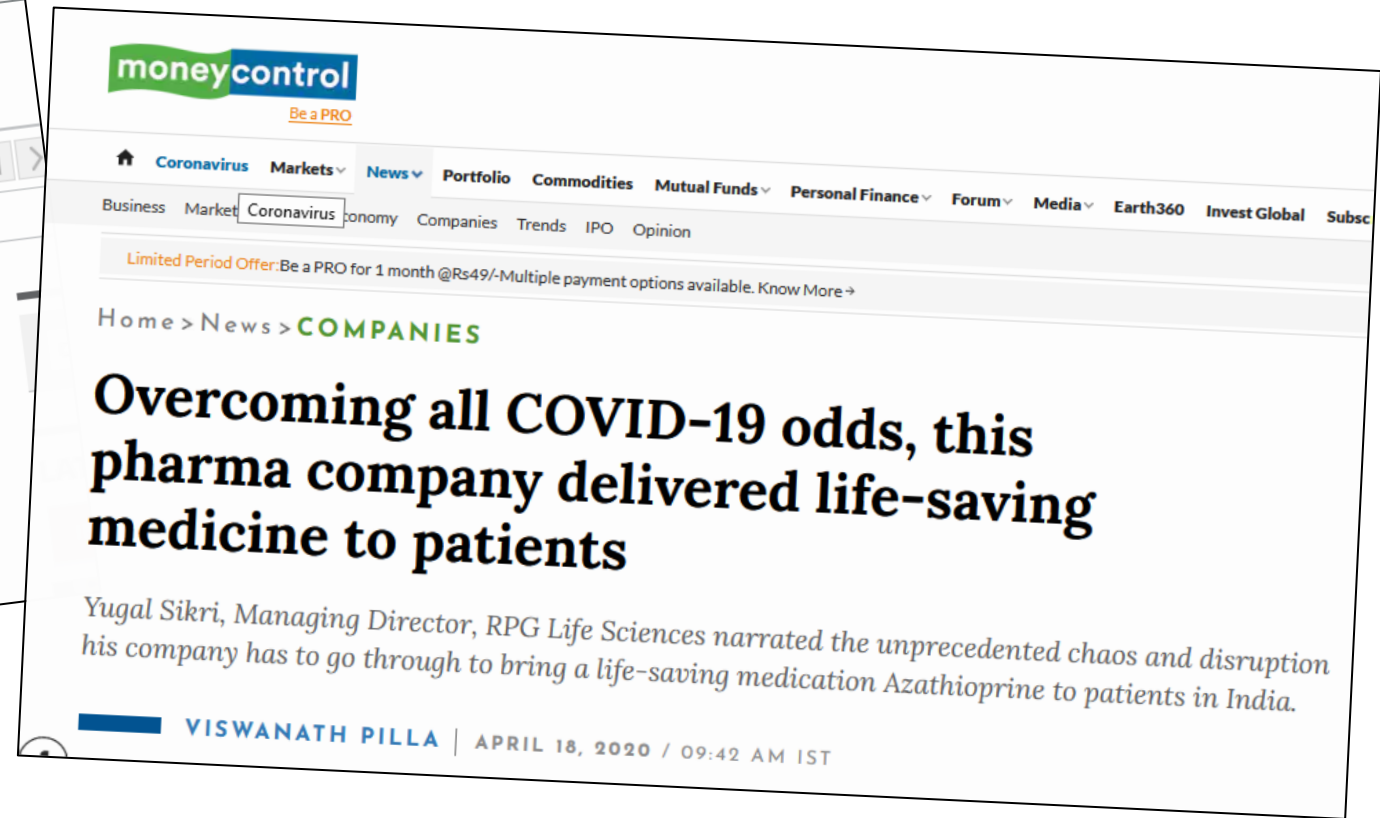 moneycontrol
Be a PRO
Coronavirus Markets News Portfolio Commodities Mutual Funds Personal Finance Forum Media Earth360 Invest Global Subsc
Business Market Coronavirus conomy Companies Trends IPO Opinion
Limited Period Offer:Be a PRO for 1 month @Rs49/-Multiple payment options available. Know More→
Home > News > COMPANIES
Overcoming all COVID-19 odds, this
pharma company delivered life-saving
medicine to patients
Yugal Sikri, Managing Director, RPG Life Sciences narrated the unprecedented chaos and disruption
his company has to go through to bring a life-saving medication Azathioprine to patients in India.
VISWANATH PILLA | APRIL 18, 2020 / 09:42 AM IST